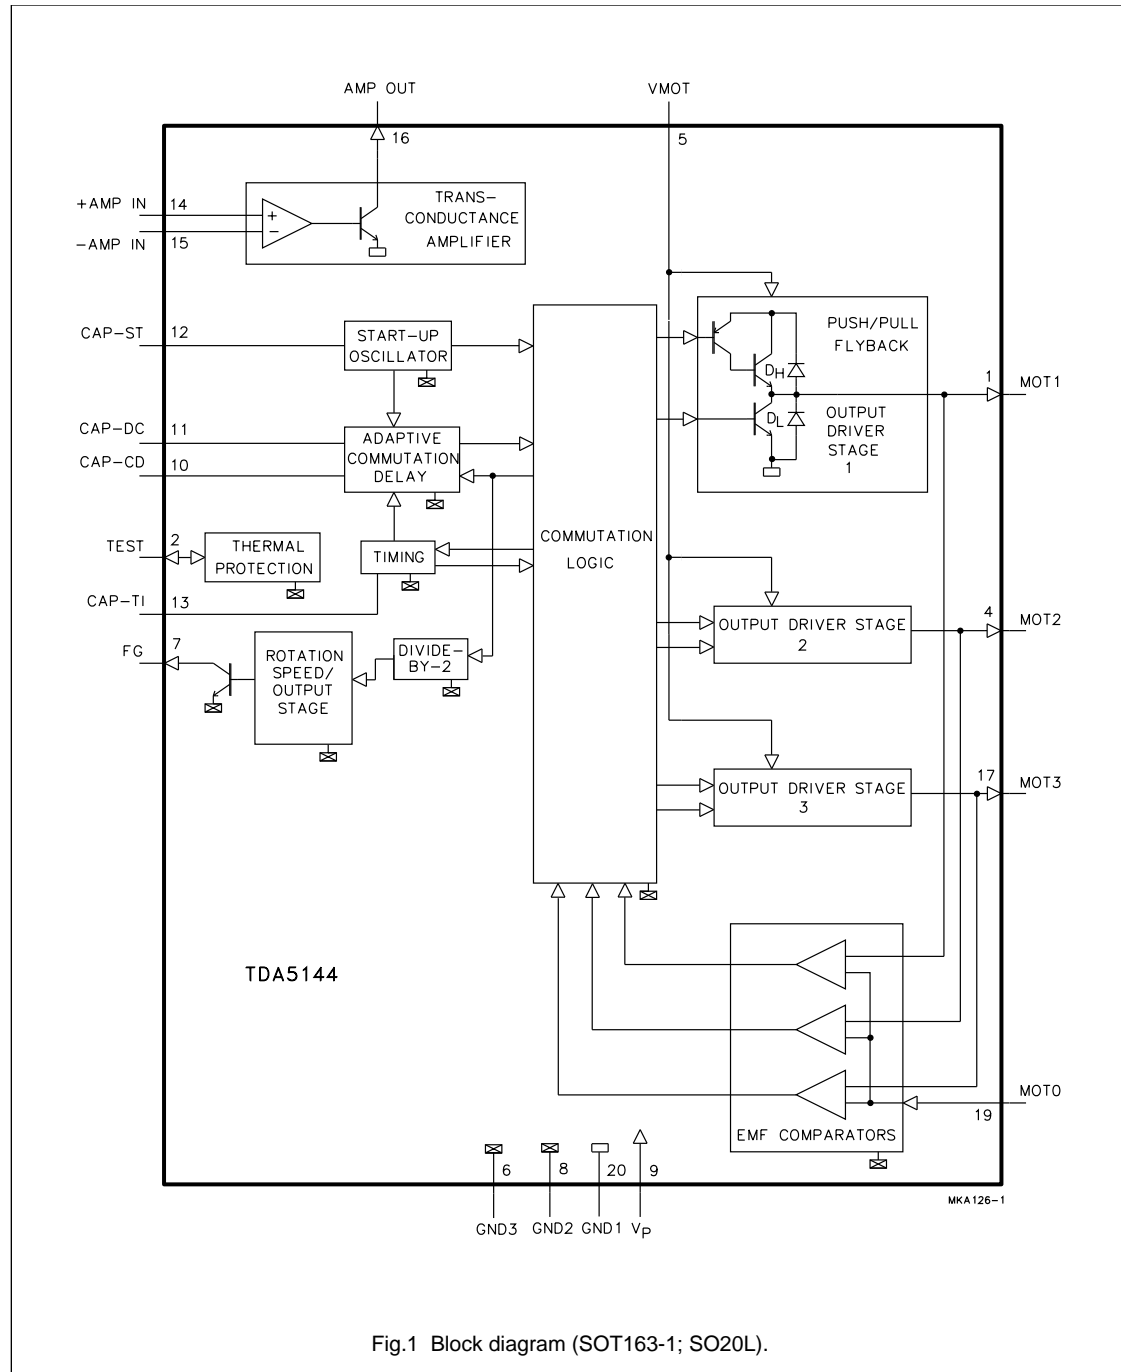 AMP OUT
VMOT
16
5
+AMP IN
14
-AMP IN
15
+
−
TRANS-
CONDUCTANCE
AMPLIFIER
CAP-ST
12
START-UP
OSCILLATOR
PUSH/PULL
FLYBACK
DH
DL
OUTPUT
DRIVER
STAGE
1
1
MOT1
CAP-DC
11
CAP-CD
10
ADAPTIVE
COMMUTATION
DELAY
COMMUTATION
LOGIC
TEST
2
THERMAL
PROTECTION
TIMING
CAP-TI
13
FG
7
ROTATION
SPEED/
OUTPUT
STAGE
DIVIDE-
BY-2
OUTPUT DRIVER STAGE
2
4
MOT2
OUTPUT DRIVER STAGE
3
17
MOT3
TDA5144
MOT0
19
EMF COMPARATORS
6
8
20
9
GND3
GND2
GND1
VP
MKA126-1
Fig.1 Block diagram (SOT163-1; SO20L).